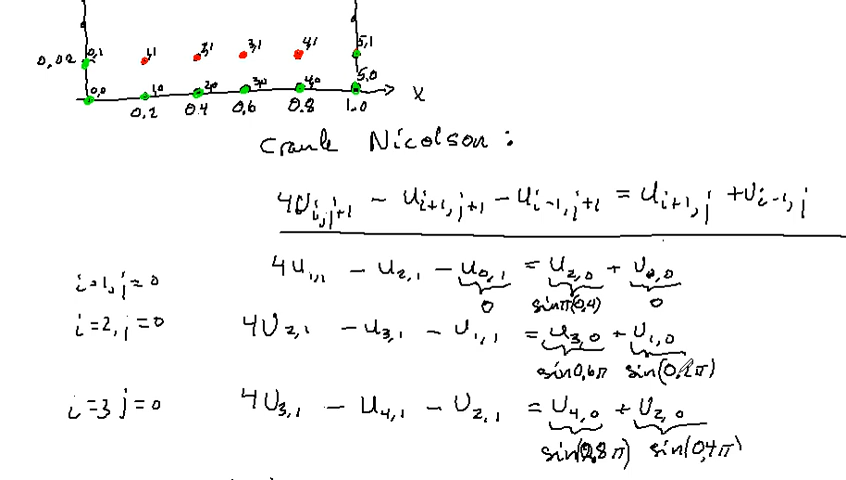 0,02 0,1 1,1 2,1 3,1 4,1 5,1
0,0 1,0 2,0 3,0 4,0 5,0
0.2 0.4 0.6 0.8 1.0 x
Crank Nicolson :
4U_{i,j+1} - U_{i+1,j+1} - U_{i-1,j+1} = U_{i+1,j} + U_{i-1,j}
i=1, j=0 4U_{1,1} - U_{2,1} - U_{0,1} = U_{2,0} + U_{0,0}
0 sinπ(0,4) 0
i=2, j=0 4U_{2,1} - U_{3,1} - U_{1,1} = U_{3,0} + U_{1,0}
sin0,6π sin(0,2π)
i=3 j=0 4U_{3,1} - U_{4,1} - U_{2,1} = U_{4,0} + U_{2,0}
sin(0,8π) sin(0,4π)